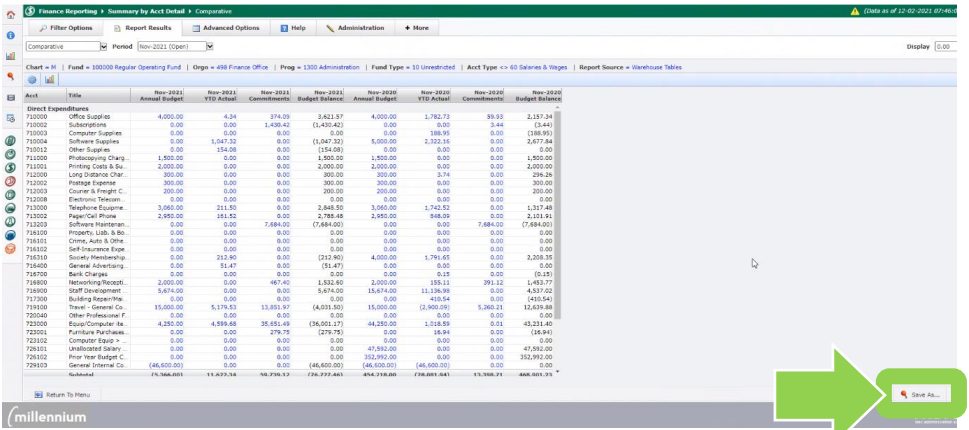 Finance Reporting ▸ Summary by Acct Detail ▸ Comparative (Data as of 12-02-2021 07:46:0
Filter Options Report Results Advanced Options Help Administration + More
Comparative Period Nov-2021 (Open) Display 0.00
Chart = M | Fund = 100000 Regular Operating Fund | Orgn = 498 Finance Office | Prog = 1300 Administration | Fund Type = 10 Unrestricted | Acct Type <> 60 Salaries & Wages | Report Source = Warehouse Tables
Acct Title Nov-2021 Annual Budget Nov-2021 YTD Actual Nov-2021 Commitments Nov-2021 Budget Balance Nov-2020 Annual Budget Nov-2020 YTD Actual Nov-2020 Commitments Nov-2020 Budget Balance
Direct Expenditures
710000 Office Supplies 4,000.00 4.34 374.09 3,621.57 4,000.00 1,782.73 59.93 2,157.34
710002 Subscriptions 0.00 0.00 1,430.42 (1,430.42) 0.00 0.00 3.44 (3.44)
710003 Computer Supplies 0.00 0.00 0.00 0.00 0.00 188.95 0.00 (188.95)
710004 Software Supplies 0.00 1,047.32 0.00 (1,047.32) 5,000.00 2,322.16 0.00 2,677.84
710012 Other Supplies 0.00 154.08 0.00 (154.08) 0.00 0.00 0.00 0.00
711000 Photocopying Charg... 1,500.00 0.00 0.00 1,500.00 1,500.00 0.00 0.00 1,500.00
711001 Printing Costs & Su... 2,000.00 0.00 0.00 2,000.00 2,000.00 0.00 0.00 2,000.00
712000 Long Distance Char... 300.00 0.00 0.00 300.00 300.00 3.74 0.00 296.26
712002 Postage Expense 300.00 0.00 0.00 300.00 300.00 0.00 0.00 300.00
712003 Courier & Freight C... 200.00 0.00 0.00 200.00 200.00 0.00 0.00 200.00
712008 Electronic Telecom... 0.00 0.00 0.00 0.00 0.00 0.00 0.00 0.00
713000 Telephone Equipme... 3,060.00 211.50 0.00 2,848.50 3,060.00 1,742.52 0.00 1,317.48
713002 Pager/Cell Phone 2,950.00 161.52 0.00 2,788.48 2,950.00 848.09 0.00 2,101.91
713203 Software Maintenan... 0.00 0.00 7,684.00 (7,684.00) 0.00 0.00 7,684.00 (7,684.00)
716100 Property, Liab. & Bo... 0.00 0.00 0.00 0.00 0.00 0.00 0.00 0.00
716101 Crime, Auto & Othe... 0.00 0.00 0.00 0.00 0.00 0.00 0.00 0.00
716102 Self-Insurance Expe... 0.00 0.00 0.00 0.00 0.00 0.00 0.00 0.00
716310 Society Membership... 0.00 212.90 0.00 (212.90) 4,000.00 1,791.65 0.00 2,208.35
716400 General Advertising... 0.00 51.47 0.00 (51.47) 0.00 0.00 0.00 0.00
716700 Bank Charges 0.00 0.00 0.00 0.00 0.00 0.15 0.00 (0.15)
716800 Networking/Recepti... 2,000.00 0.00 467.40 1,532.60 2,000.00 155.11 391.12 1,453.77
716900 Staff Development ... 5,674.00 0.00 0.00 5,674.00 15,674.00 11,136.98 0.00 4,537.02
717300 Building Repair/Mai... 0.00 0.00 0.00 0.00 0.00 410.54 0.00 (410.54)
719100 Travel - General Co... 15,000.00 5,179.53 13,851.97 (4,031.50) 15,000.00 (2,900.09) 5,260.21 12,639.88
720040 Other Professional F... 0.00 0.00 0.00 0.00 0.00 0.00 0.00 0.00
723000 Equip/Computer ite... 4,250.00 4,599.68 35,651.49 (36,001.17) 44,250.00 1,018.59 0.01 43,231.40
723001 Furniture Purchases... 0.00 0.00 279.75 (279.75) 0.00 16.94 0.00 (16.94)
723102 Computer Equip > ... 0.00 0.00 0.00 0.00 0.00 0.00 0.00 0.00
726101 Unallocated Salary ... 0.00 0.00 0.00 0.00 47,592.00 0.00 0.00 47,592.00
726102 Prior Year Budget C... 0.00 0.00 0.00 0.00 352,992.00 0.00 0.00 352,992.00
729103 General Internal Co... (46,600.00) 0.00 0.00 (46,600.00) (46,600.00) (46,600.00) 0.00 0.00
Subtotal (5,366.00) 11,622.34 59,739.12 (76,727.46) 454,218.00 (28,081.94) 13,398.71 468,901.23
Return To Menu Save As...
millennium